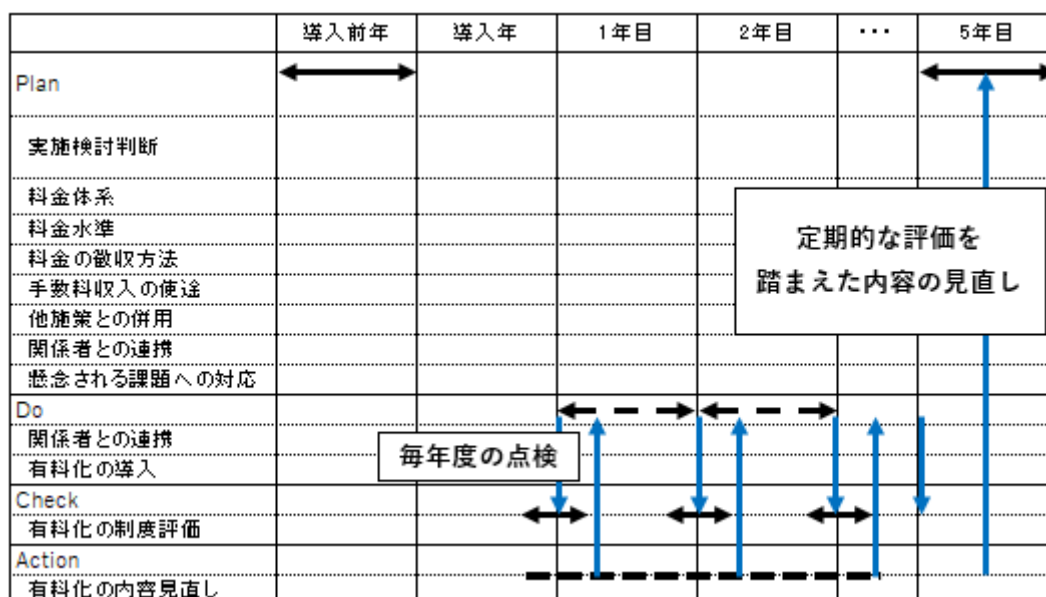 導入前年 導入年 1年目 2年目 ・・・ 5年目
Plan
実施検討判断
料金体系
料金水準
料金の徴収方法
手数料収入の使途
他施策との併用
関係者との連携
懸念される課題への対応
定期的な評価を
踏まえた内容の見直し
Do
関係者との連携
有料化の導入
毎年度の点検
Check
有料化の制度評価
Action
有料化の内容見直し